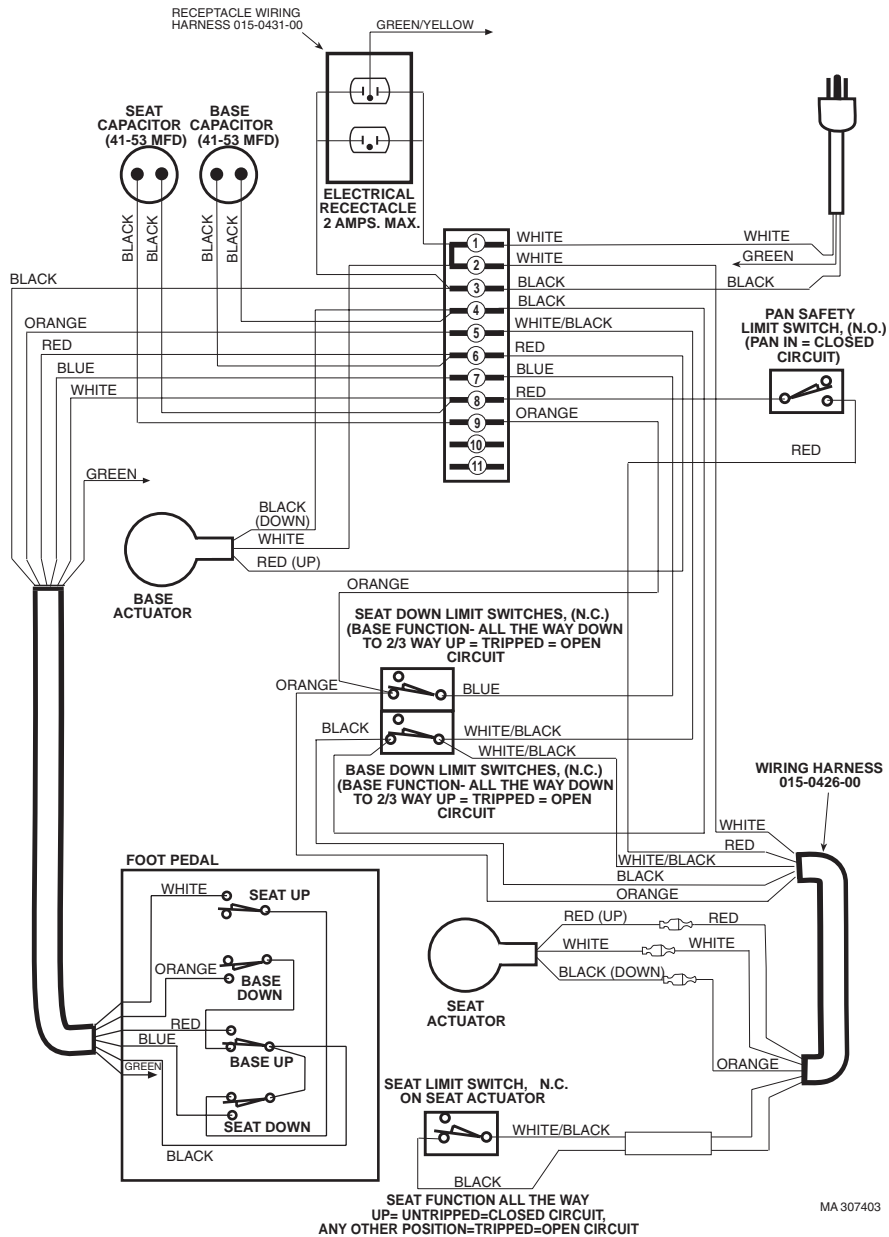 RECEPTACLE WIRING
HARNESS 015-0431-00
GREEN/YELLOW
SEAT
CAPACITOR
(41-53 MFD)
BASE
CAPACITOR
(41-53 MFD)
ELECTRICAL
RECECTACLE
2 AMPS. MAX.
BLACK
BLACK
BLACK
BLACK
1
WHITE
WHITE
2
WHITE
GREEN
BLACK
3
BLACK
BLACK
4
BLACK
ORANGE
5
WHITE/BLACK
RED
6
RED
BLUE
7
BLUE
WHITE
8
RED
9
ORANGE
10
11
PAN SAFETY
LIMIT SWITCH, (N.O.)
(PAN IN = CLOSED
CIRCUIT)
RED
GREEN
BLACK
(DOWN)
WHITE
RED (UP)
BASE
ACTUATOR
ORANGE
SEAT DOWN LIMIT SWITCHES, (N.C.)
(BASE FUNCTION- ALL THE WAY DOWN
TO 2/3 WAY UP = TRIPPED = OPEN
CIRCUIT
ORANGE
BLUE
BLACK
WHITE/BLACK
WHITE/BLACK
BASE DOWN LIMIT SWITCHES, (N.C.)
(BASE FUNCTION- ALL THE WAY DOWN
TO 2/3 WAY UP = TRIPPED = OPEN
CIRCUIT
WIRING HARNESS
015-0426-00
WHITE
RED
WHITE/BLACK
BLACK
ORANGE
FOOT PEDAL
WHITE
SEAT UP
ORANGE
BASE
DOWN
RED
BLUE
BASE UP
GREEN
SEAT DOWN
BLACK
RED (UP)
RED
WHITE
WHITE
BLACK (DOWN)
SEAT
ACTUATOR
ORANGE
SEAT LIMIT SWITCH, N.C.
ON SEAT ACTUATOR
WHITE/BLACK
BLACK
SEAT FUNCTION ALL THE WAY
UP= UNTRIPPED=CLOSED CIRCUIT,
ANY OTHER POSITION=TRIPPED=OPEN CIRCUIT
MA 307403